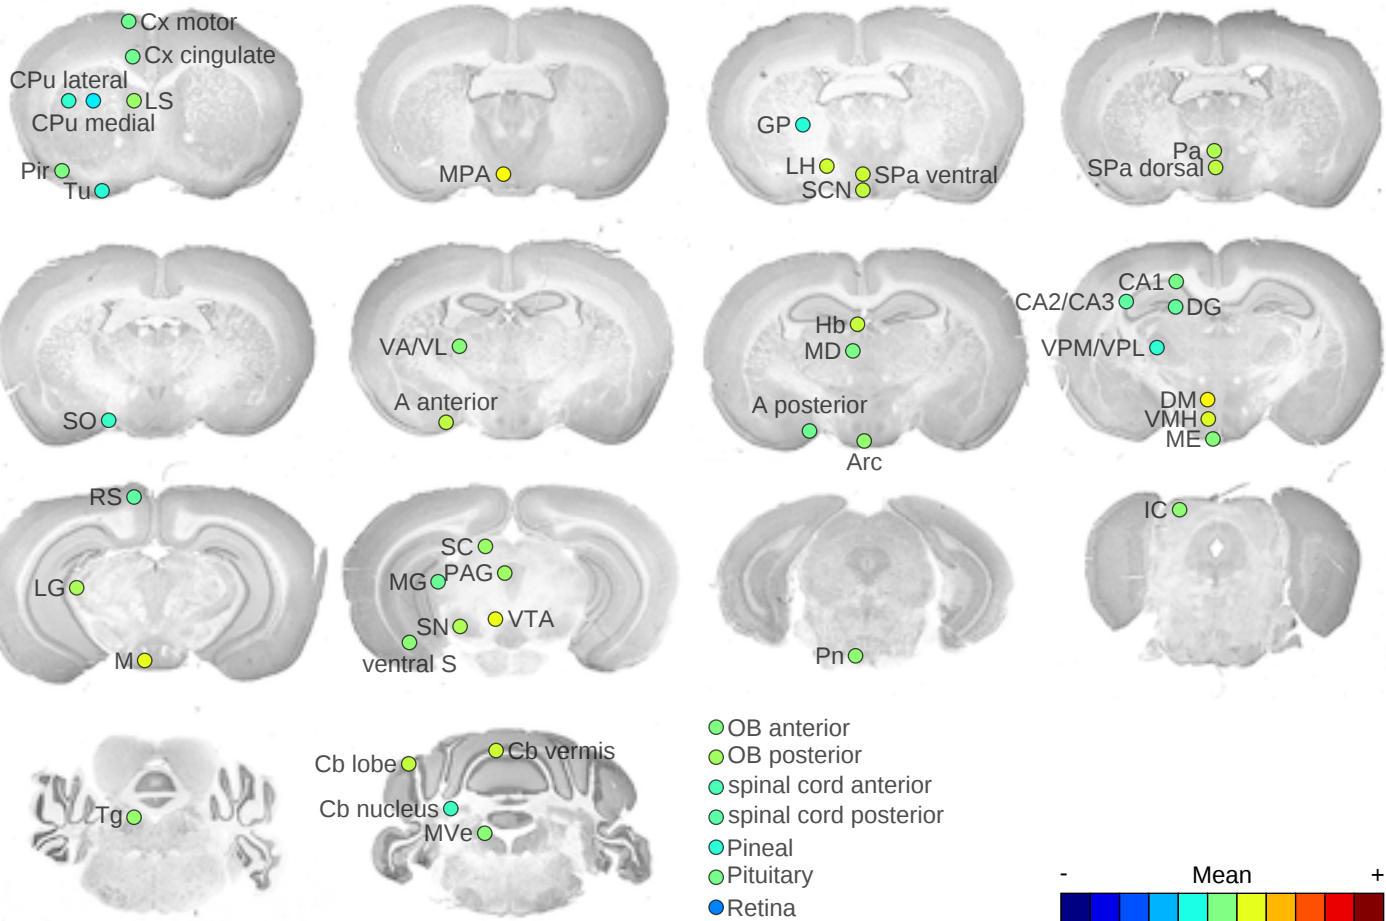 Cx motor
Cx cingulate
CPu lateral
LS
CPu medial
Pir
Tu
MPA
GP
LH
SPa ventral
SCN
Pa
SPa dorsal
SO
VA/VL
A anterior
Hb
MD
A posterior
Arc
CA1
CA2/CA3
DG
VPM/VPL
DM
VMH
ME
RS
LG
M
SC
PAG
MG
VTA
SN
ventral S
Pn
IC
Tg
Cb lobe
Cb vermis
Cb nucleus
MVe
OB anterior
OB posterior
spinal cord anterior
spinal cord posterior
Pineal
Pituitary
Retina
- Mean +